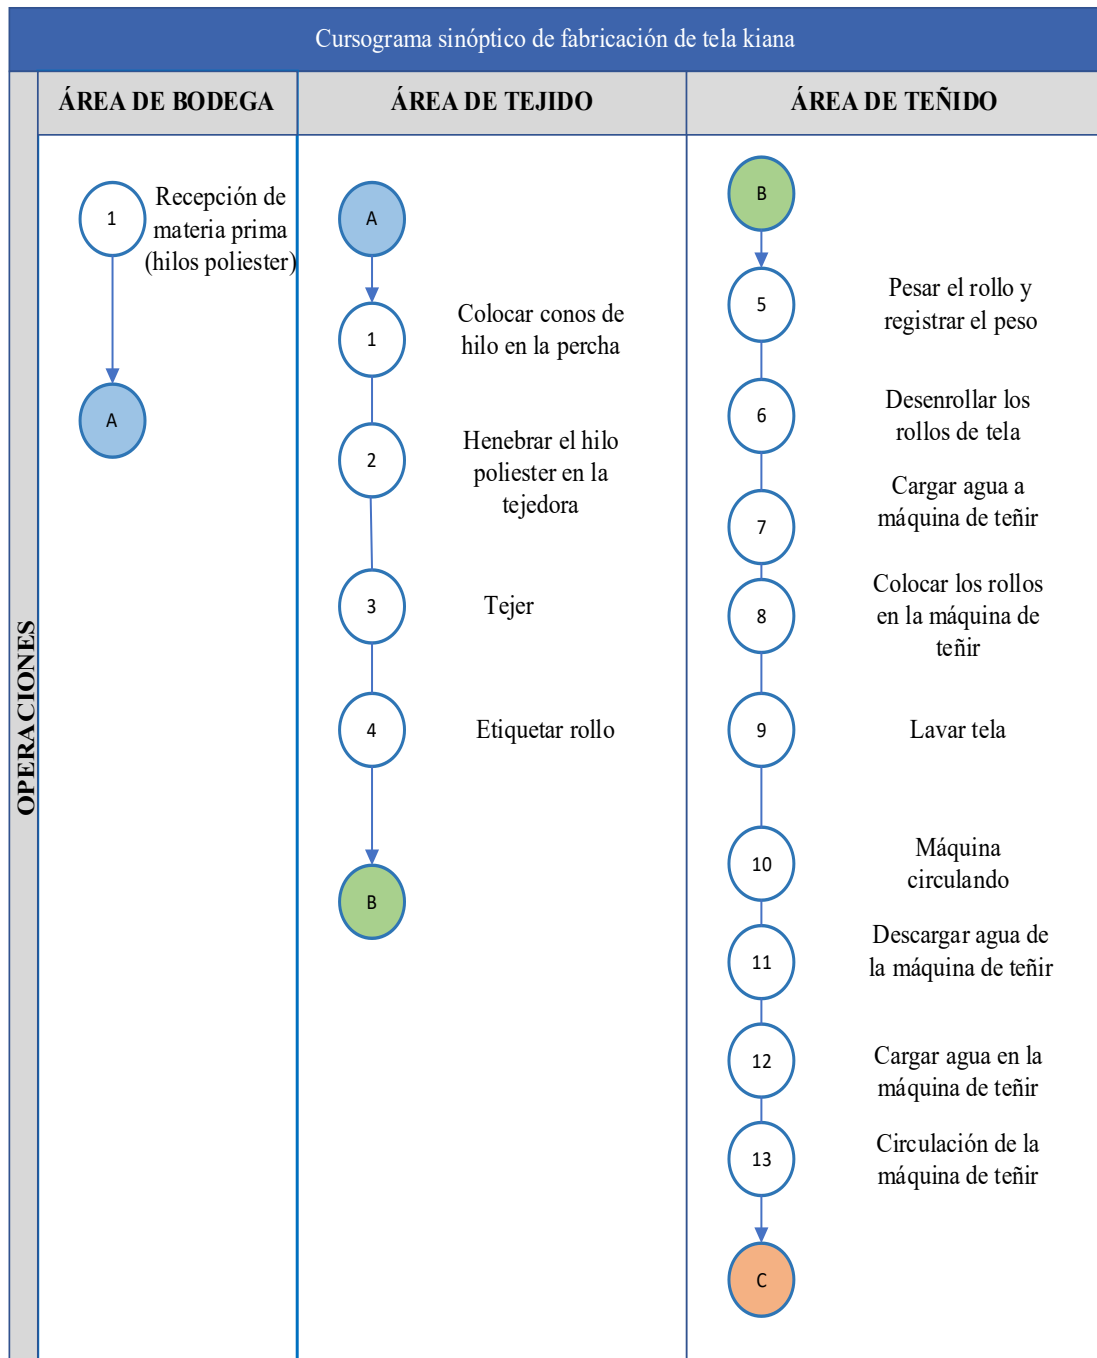 Cursograma sinóptico de fabricación de tela kiana
ÁREA DE BODEGA
ÁREA DE TEJIDO
ÁREA DE TEÑIDO
OPERACIONES
1
Recepción de
materia prima
(hilos poliester)
A
A
1
Colocar conos de
hilo en la percha
2
Henebrar el hilo
poliester en la
tejedora
3
Tejer
4
Etiquetar rollo
B
B
5
Pesar el rollo y
registrar el peso
6
Desenrollar los
rollos de tela
7
Cargar agua a
máquina de teñir
8
Colocar los rollos
en la máquina de
teñir
9
Lavar tela
10
Máquina
circulando
11
Descargar agua de
la máquina de teñir
12
Cargar agua en la
máquina de teñir
13
Circulación de la
máquina de teñir
C